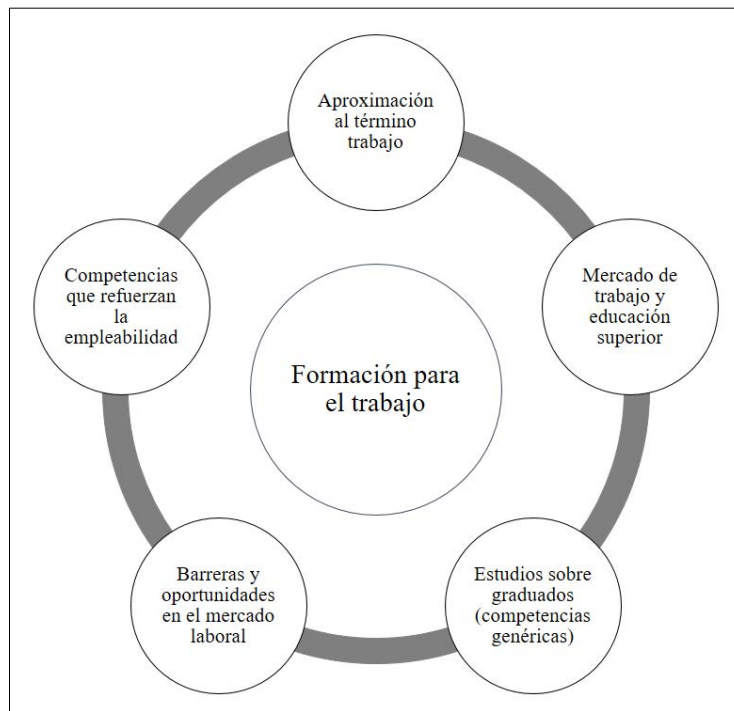 Aproximación
al término
trabajo
Mercado de
trabajo y
educación
superior
Estudios sobre
graduados
(competencias
genéricas)
Barreras y
oportunidades
en el mercado
laboral
Competencias
que refuerzan
la
empleabilidad
Formación para
el trabajo